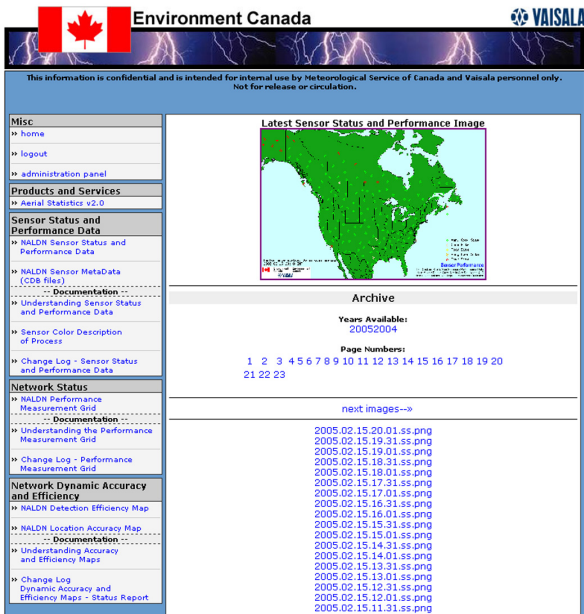 Environment Canada
VAISALA
This information is confidential and is intended for internal use by Meteorological Service of Canada and Vaisala personnel only.
Not for release or circulation.
Misc
» home
» logout
» administration panel
Products and Services
» Aerial Statistics v2.0
Sensor Status and
Performance Data
» NALDN Sensor Status and
Performance Data
» NALDN Sensor MetaData
(CDB files)
-- Documentation --
» Understanding Sensor Status
and Performance Data
» Sensor Color Description
of Process
» Change Log - Sensor Status
and Performance Data
Network Status
» NALDN Performance
Measurement Grid
-- Documentation --
» Understanding the Performance
Measurement Grid
» Change Log - Performance
Measurement Grid
Network Dynamic Accuracy
and Efficiency
» NALDN Detection Efficiency Map
» NALDN Location Accuracy Map
-- Documentation --
» Understanding Accuracy
and Efficiency Maps
» Change Log
Dynamic Accuracy and
Efficiency Maps - Status Report
Latest Sensor Status and Performance Image
Sensor Performance
Archive
Years Available:
20052004
Page Numbers:
1 2 3 4 5 6 7 8 9 10 11 12 13 14 15 16 17 18 19 20
21 22 23
next images--»
2005.02.15.20.01.ss.png
2005.02.15.19.31.ss.png
2005.02.15.19.01.ss.png
2005.02.15.18.31.ss.png
2005.02.15.18.01.ss.png
2005.02.15.17.31.ss.png
2005.02.15.17.01.ss.png
2005.02.15.16.31.ss.png
2005.02.15.16.01.ss.png
2005.02.15.15.31.ss.png
2005.02.15.15.01.ss.png
2005.02.15.14.31.ss.png
2005.02.15.14.01.ss.png
2005.02.15.13.31.ss.png
2005.02.15.13.01.ss.png
2005.02.15.12.31.ss.png
2005.02.15.12.01.ss.png
2005.02.15.11.31.ss.png